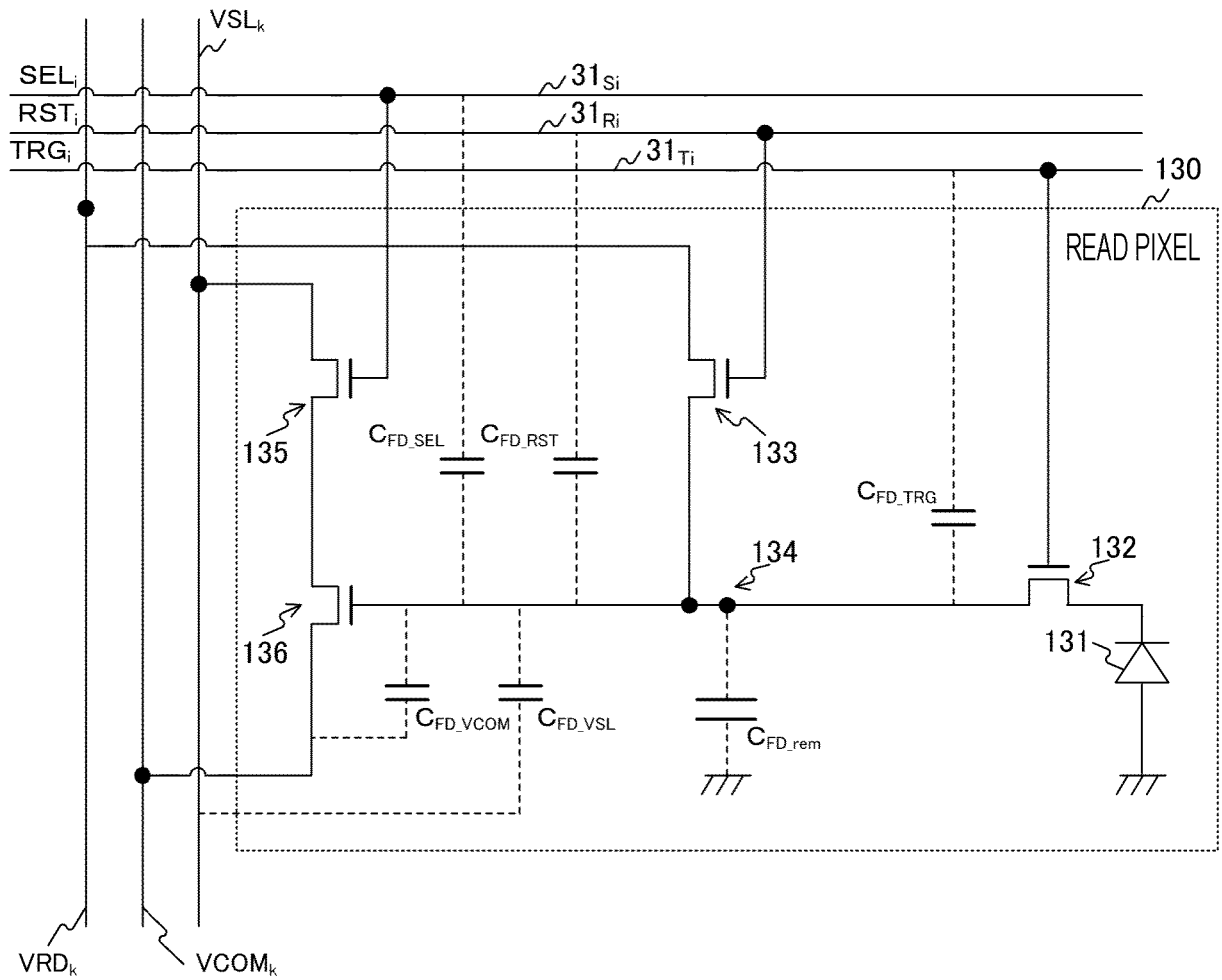 VSLk
SELi
31Si
RSTi
31Ri
TRGi
31Ti
130
READ PIXEL
135
CFD_SEL
CFD_RST
133
CFD_TRG
134
132
136
131
CFD_VCOM
CFD_VSL
CFD_rem
VRDk
VCOMk